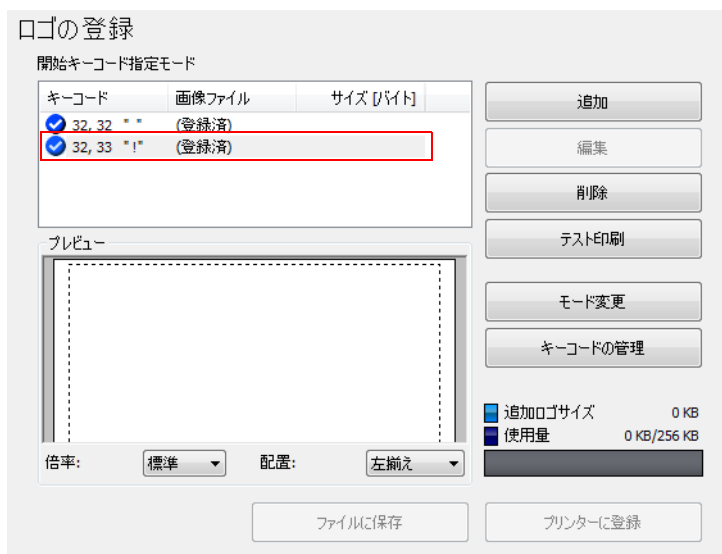 ロゴの登録
開始キーコード指定モード
キーコード 画像ファイル サイズ [バイト]
32, 32 " " (登録済)
32, 33 "!" (登録済)
追加
編集
削除
テスト印刷
モード変更
キーコードの管理
プレビュー
倍率: 標準 配置: 左揃え
追加ロゴサイズ 0 KB
使用量 0 KB/256 KB
ファイルに保存 プリンターに登録